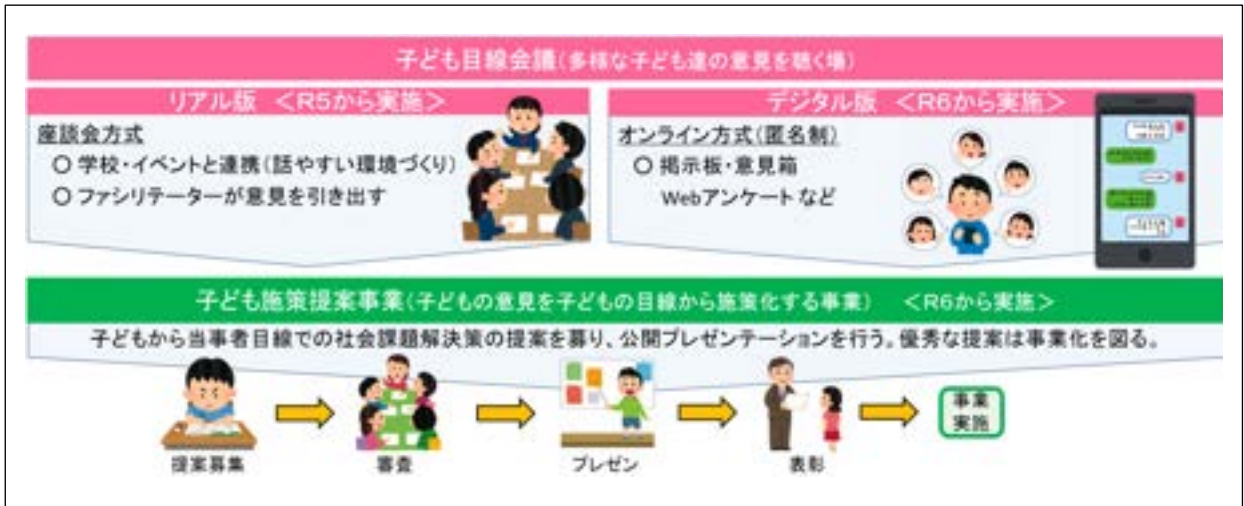 子ども目線会議(多様な子ども達の意見を聴く場)
リアル版 <R5から実施>
座談会方式
○ 学校・イベントと連携(話やすい環境づくり)
○ ファシリテーターが意見を引き出す
デジタル版 <R6から実施>
オンライン方式(匿名制)
○ 掲示板・意見箱
Webアンケート など
子ども施策提案事業(子どもの意見を子どもの目線から施策化する事業) <R6から実施>
子どもから当事者目線での社会課題解決策の提案を募り、公開プレゼンテーションを行う。優秀な提案は事業化を図る。
提案募集
審査
プレゼン
表彰
事業
実施